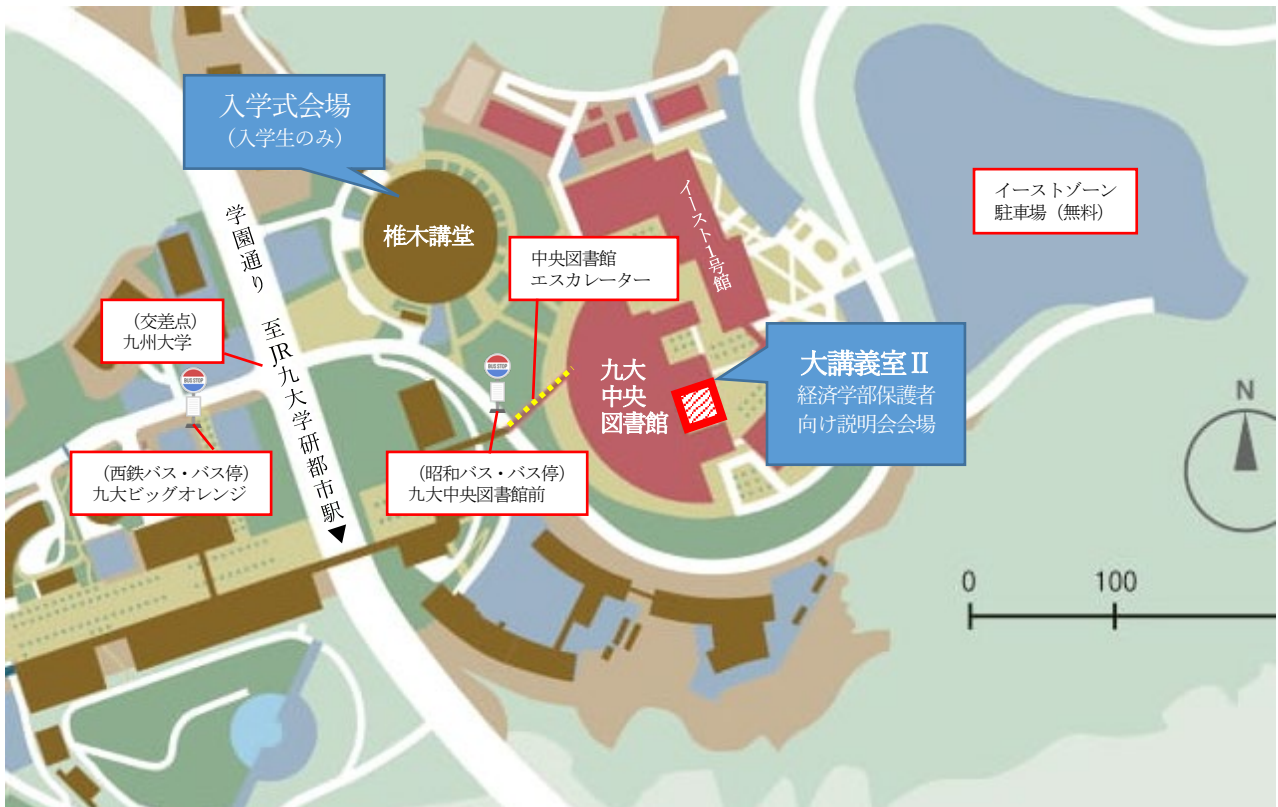 入学式会場
（入学生のみ）
椎木講堂
イースト1号館
イーストゾーン
駐車場（無料）
中央図書館
エスカレーター
学園通り 至JR九大学研都市駅▼
（交差点）
九州大学
BUS STOP
BUS STOP
九大
中央
図書館
大講義室Ⅱ
経済学部保護者
向け説明会会場
（西鉄バス・バス停）
九大ビッグオレンジ
（昭和バス・バス停）
九大中央図書館前
N
0 100